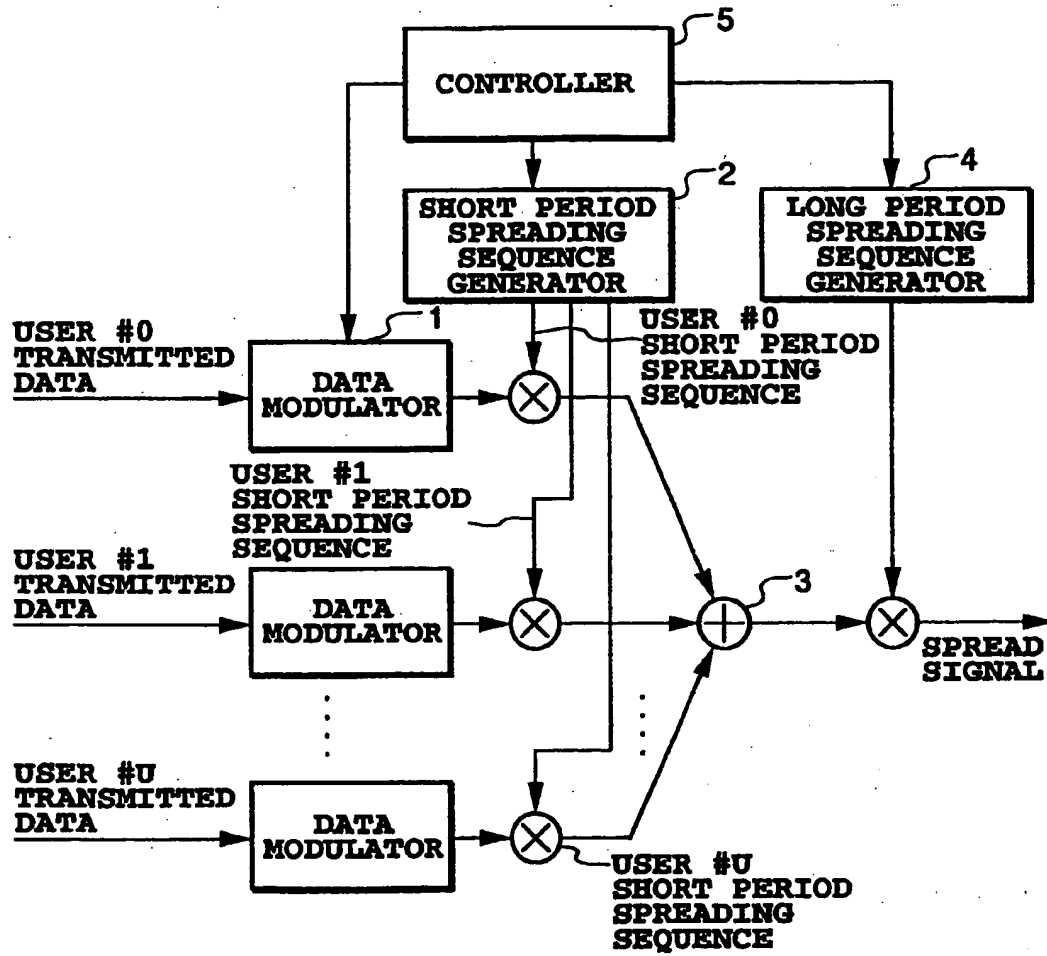 5
CONTROLLER
2
4
SHORT PERIOD
SPREADING
SEQUENCE
GENERATOR
LONG PERIOD
SPREADING
SEQUENCE
GENERATOR
USER #0
TRANSMITTED
DATA
1
DATA
MODULATOR
USER #0
SHORT PERIOD
SPREADING
SEQUENCE
USER #1
SHORT PERIOD
SPREADING
SEQUENCE
USER #1
TRANSMITTED
DATA
DATA
MODULATOR
3
SPREAD
SIGNAL
USER #U
TRANSMITTED
DATA
DATA
MODULATOR
USER #U
SHORT PERIOD
SPREADING
SEQUENCE